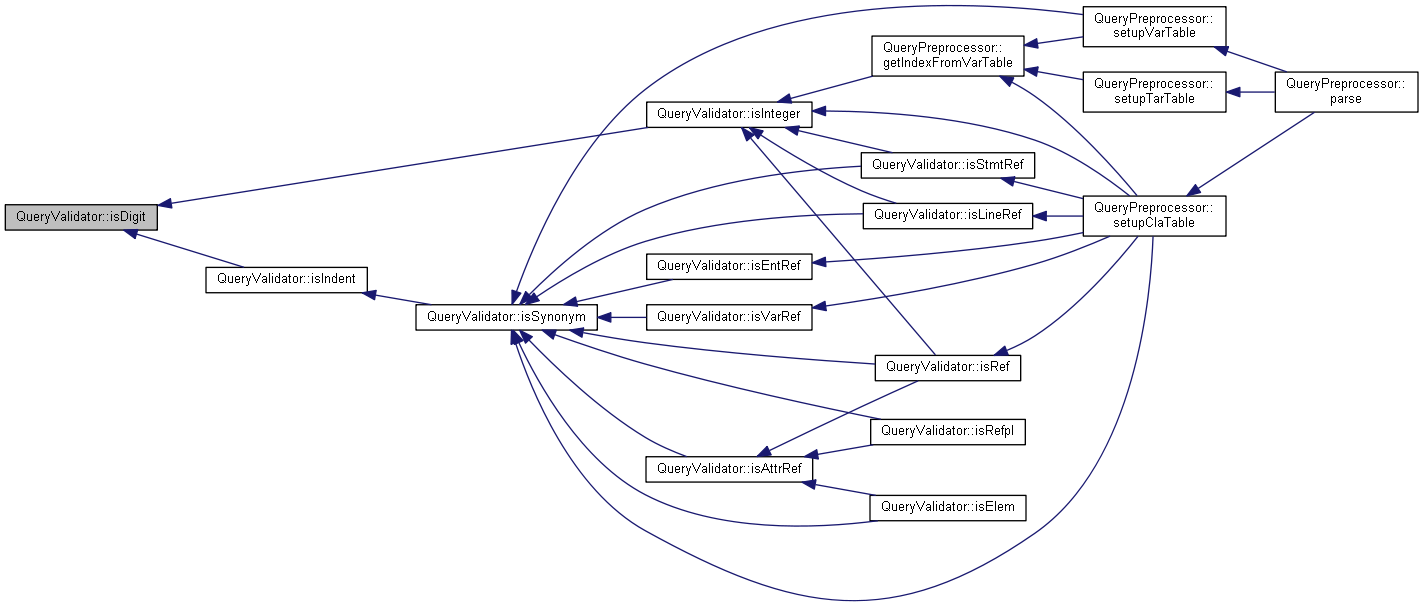 QueryPreprocessor::
setupVarTable
QueryPreprocessor::
getIndexFromVarTable
QueryPreprocessor::
setupTarTable
QueryPreprocessor::
parse
QueryValidator::isInteger
QueryValidator::isStmtRef
QueryValidator::isDigit
QueryValidator::isLineRef
QueryPreprocessor::
setupClaTable
QueryValidator::isEntRef
QueryValidator::isIndent
QueryValidator::isSynonym
QueryValidator::isVarRef
QueryValidator::isRef
QueryValidator::isRefpl
QueryValidator::isAttrRef
QueryValidator::isElem